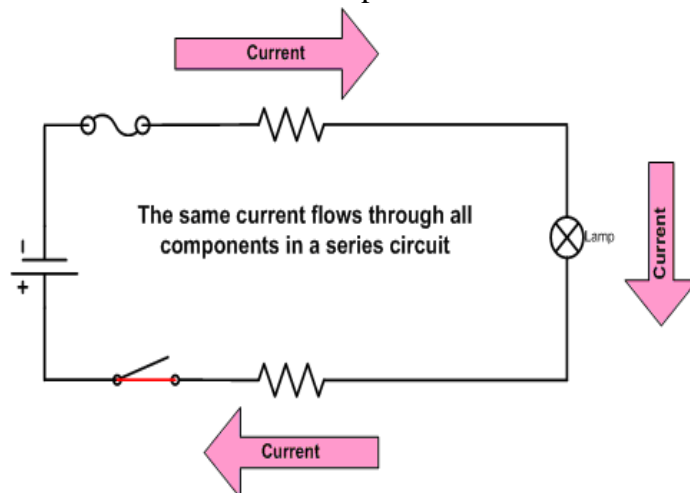 Current
The same current flows through all
components in a series circuit
Lamp
Current
Current